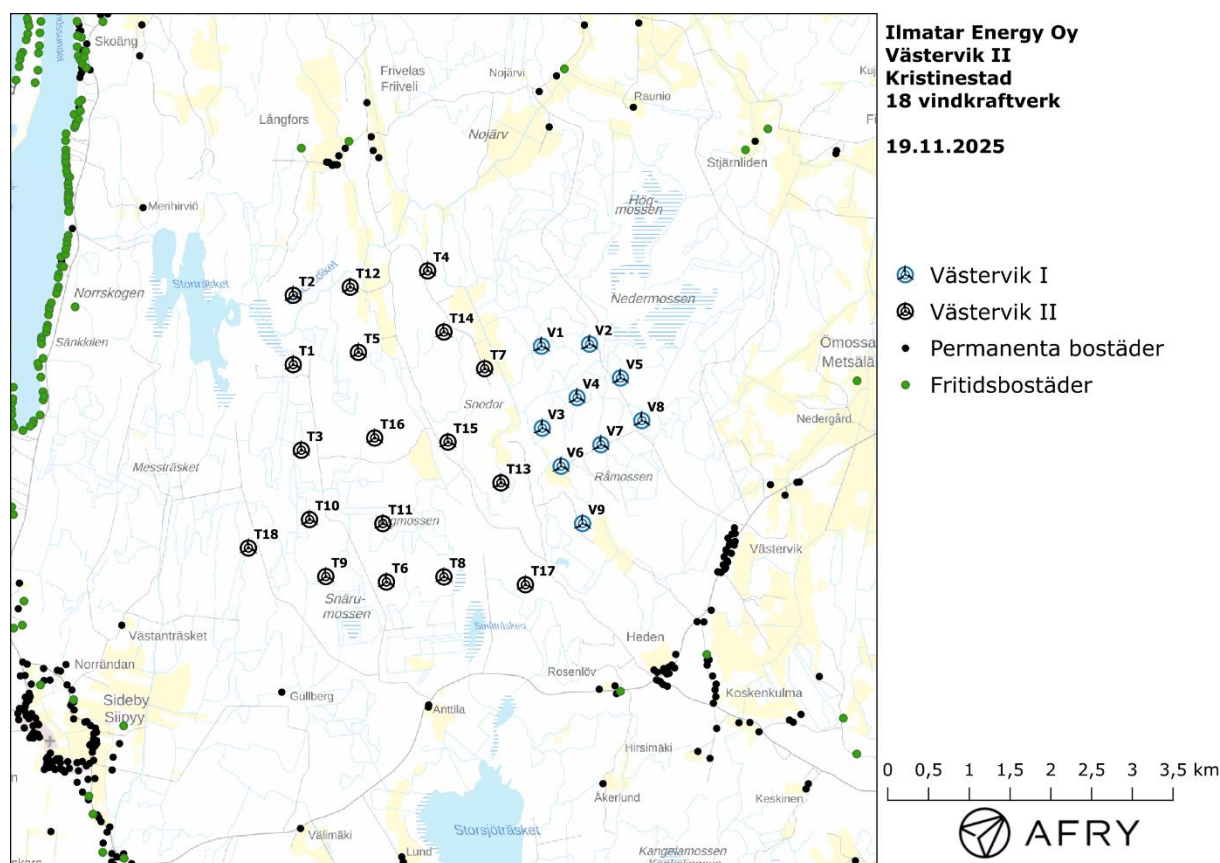 Ilmatar Energy Oy
Västervik II
Kristinestad
18 vindkraftverk
19.11.2025
Västervik I
Västervik II
Permanenta bostäder
Fritidsbostäder
0 0,5 1 1,5 2 2,5 3 3,5 km
AFRY
Skoäng
Frivelas
Friiveli
Nojärvi
Raunio
Långfors
Nojärv
Stjärnliden
Merihirviö
Hög-
mossen
T4
T12
T2
Storträsket
Norrskogen
Nedermossen
T14
V1
V2
Sänkkiien
T5
Ömossa
Metsälä
T1
T7
V5
V4
Snodor
V8
Nedergård
V3
T16
T15
V7
T3
V6
Messträsket
T13
Råmossen
T10
T11
V9
T18
Västervik
T9
T6
T8
T17
Snäru-
mossen
Västanträsket
Heden
Norrändan
Rosenlöv
Sideby
Siipyy
Gullberg
Anttila
Koskenkulma
Hirsimäki
Åkerlund
Keskinen
Välimäki
Storsjöträsket
Lund
Kangelamossen